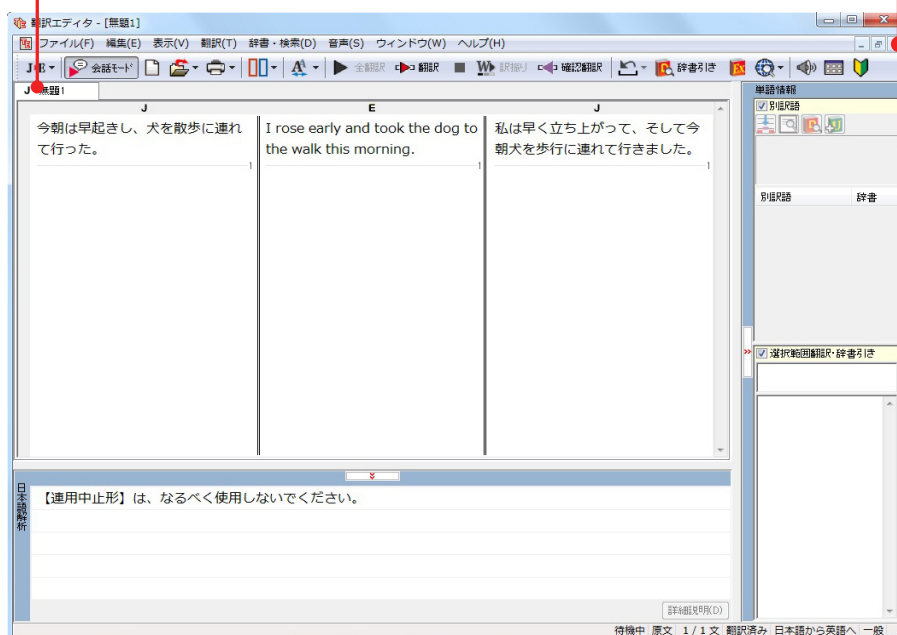 翻訳エディタ - [無題1]
ファイル(F) 編集(E) 表示(V) 翻訳(T) 辞書・検索(D) 音声(S) ウィンドウ(W) ヘルプ(H)
会話モード 全翻訳 翻訳 訳振り 確認翻訳 辞書引き
無題1
J E J
今朝は早起きし、犬を散歩に連れ
て行った。
1
I rose early and took the dog to
the walk this morning.
1
私は早く立ち上がって、そして今
朝犬を歩行に連れて行きました。
1
単語情報
別訳語
別訳語 辞書
選択範囲翻訳・辞書引き
日本語解析
【連用中止形】は、なるべく使用しないでください。
詳細説明(D)
待機中 原文 1 / 1 文 翻訳済み 日本語から英語へ 一般